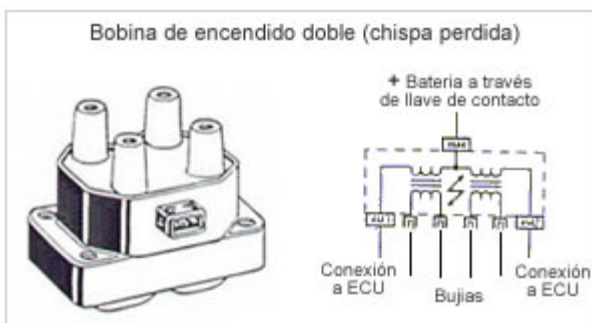 Bobina de encendido doble (chispa perdida)
+ Bateria a través
de llave de contacto
Conexión
a ECU
Bujias
Conexión
a ECU